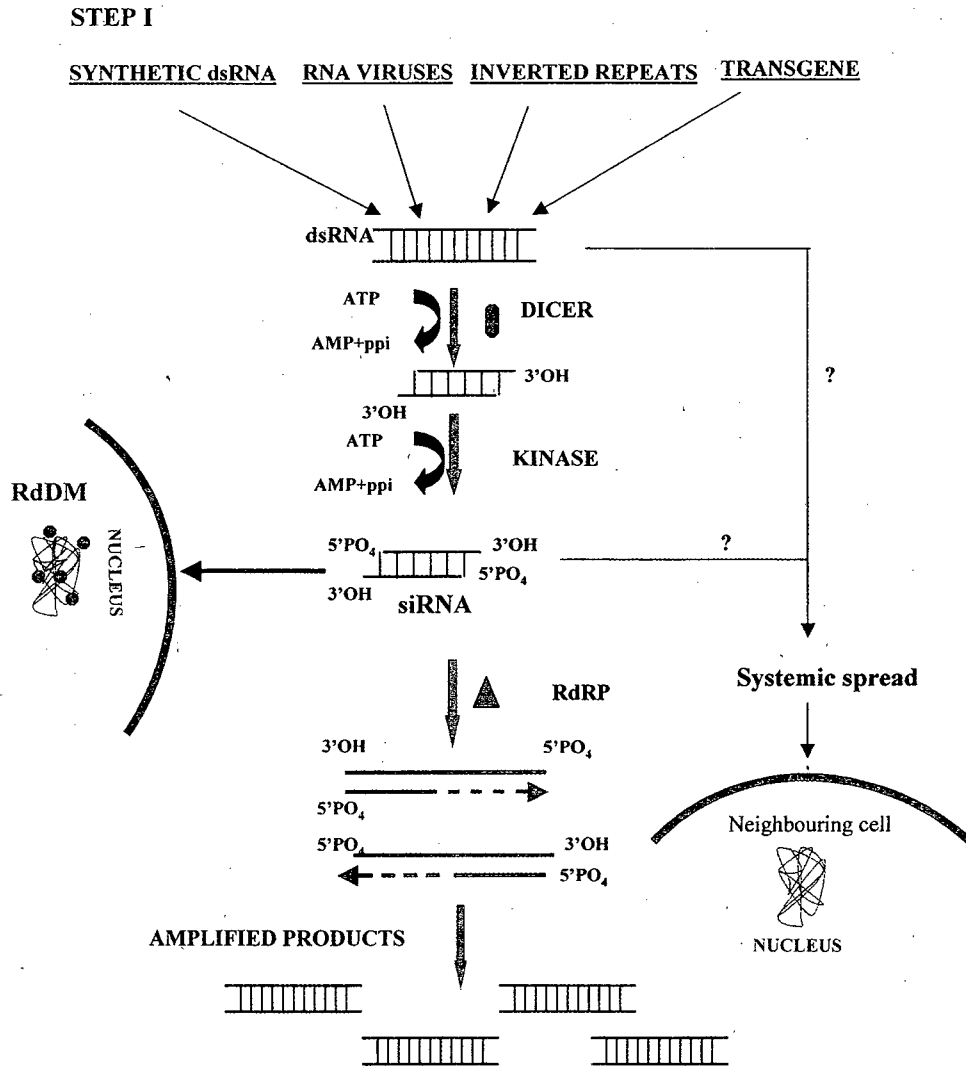 STEP I
SYNTHETIC dsRNA RNA VIRUSES INVERTED REPEATS TRANSGENE
dsRNA
ATP
DICER
AMP+ppi
?
3'OH
3'OH
ATP
KINASE
AMP+ppi
RdDM
NUCLEUS
5'PO4 3'OH
?
5'PO4
3'OH
siRNA
RdRP
Systemic spread
3'OH 5'PO4
5'PO4
5'PO4 3'OH
5'PO4
Neighbouring cell
NUCLEUS
AMPLIFIED PRODUCTS